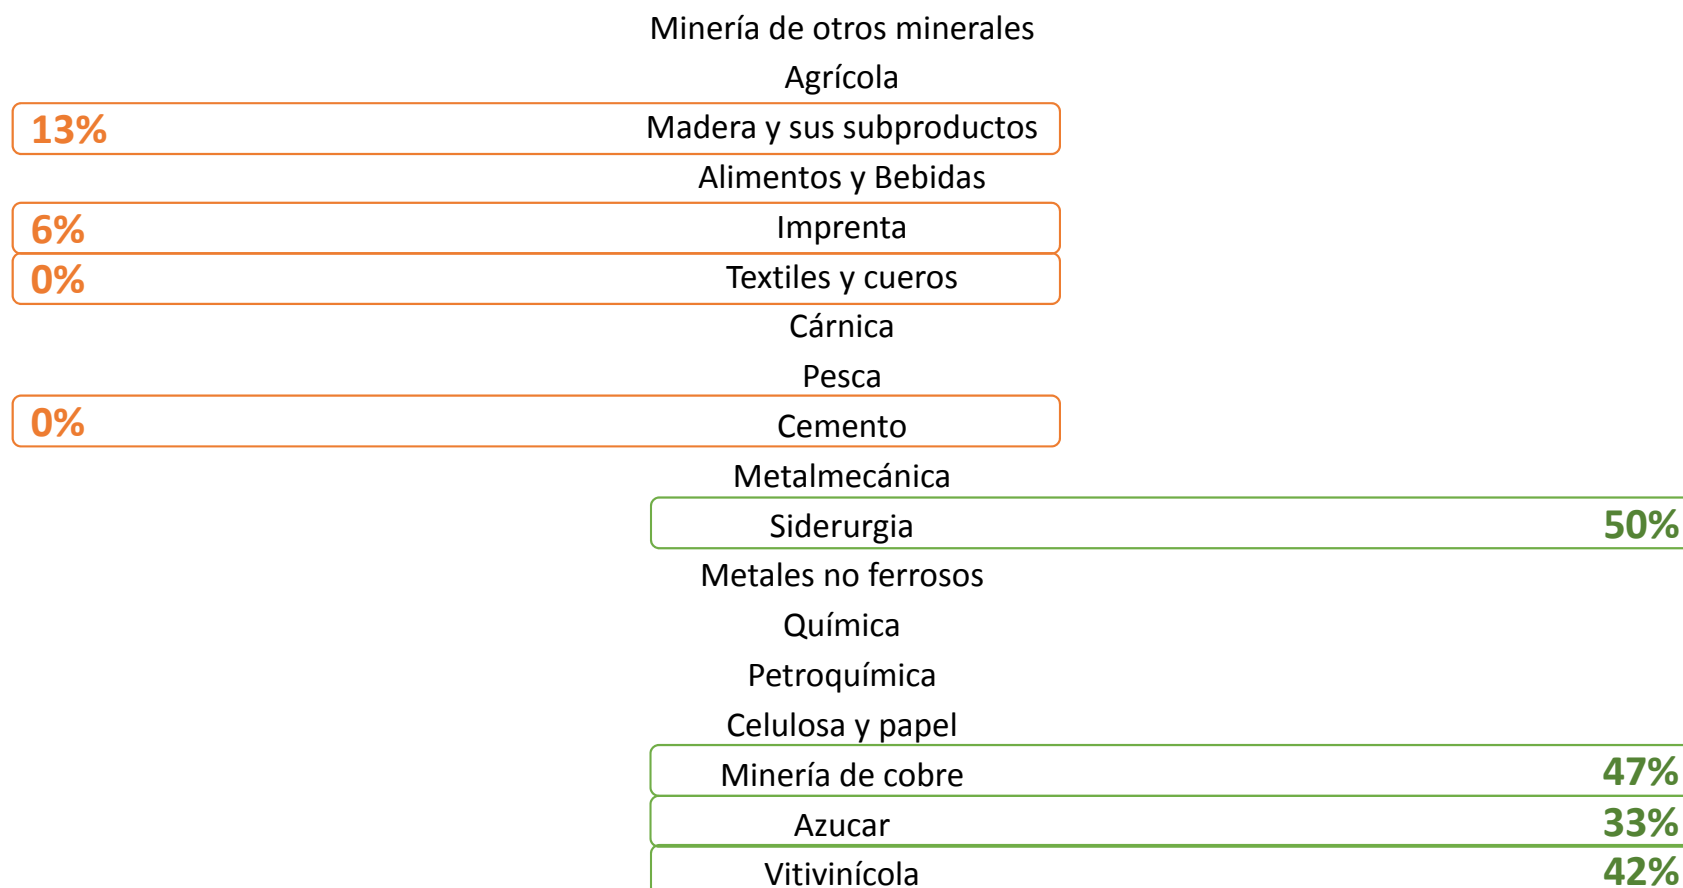 Minería de otros minerales
Agrícola
13% Madera y sus subproductos
Alimentos y Bebidas
6% Imprenta
0% Textiles y cueros
Cárnica
Pesca
0% Cemento
Metalmecánica
Siderurgia 50%
Metales no ferrosos
Química
Petroquímica
Celulosa y papel
Minería de cobre 47%
Azucar 33%
Vitivinícola 42%